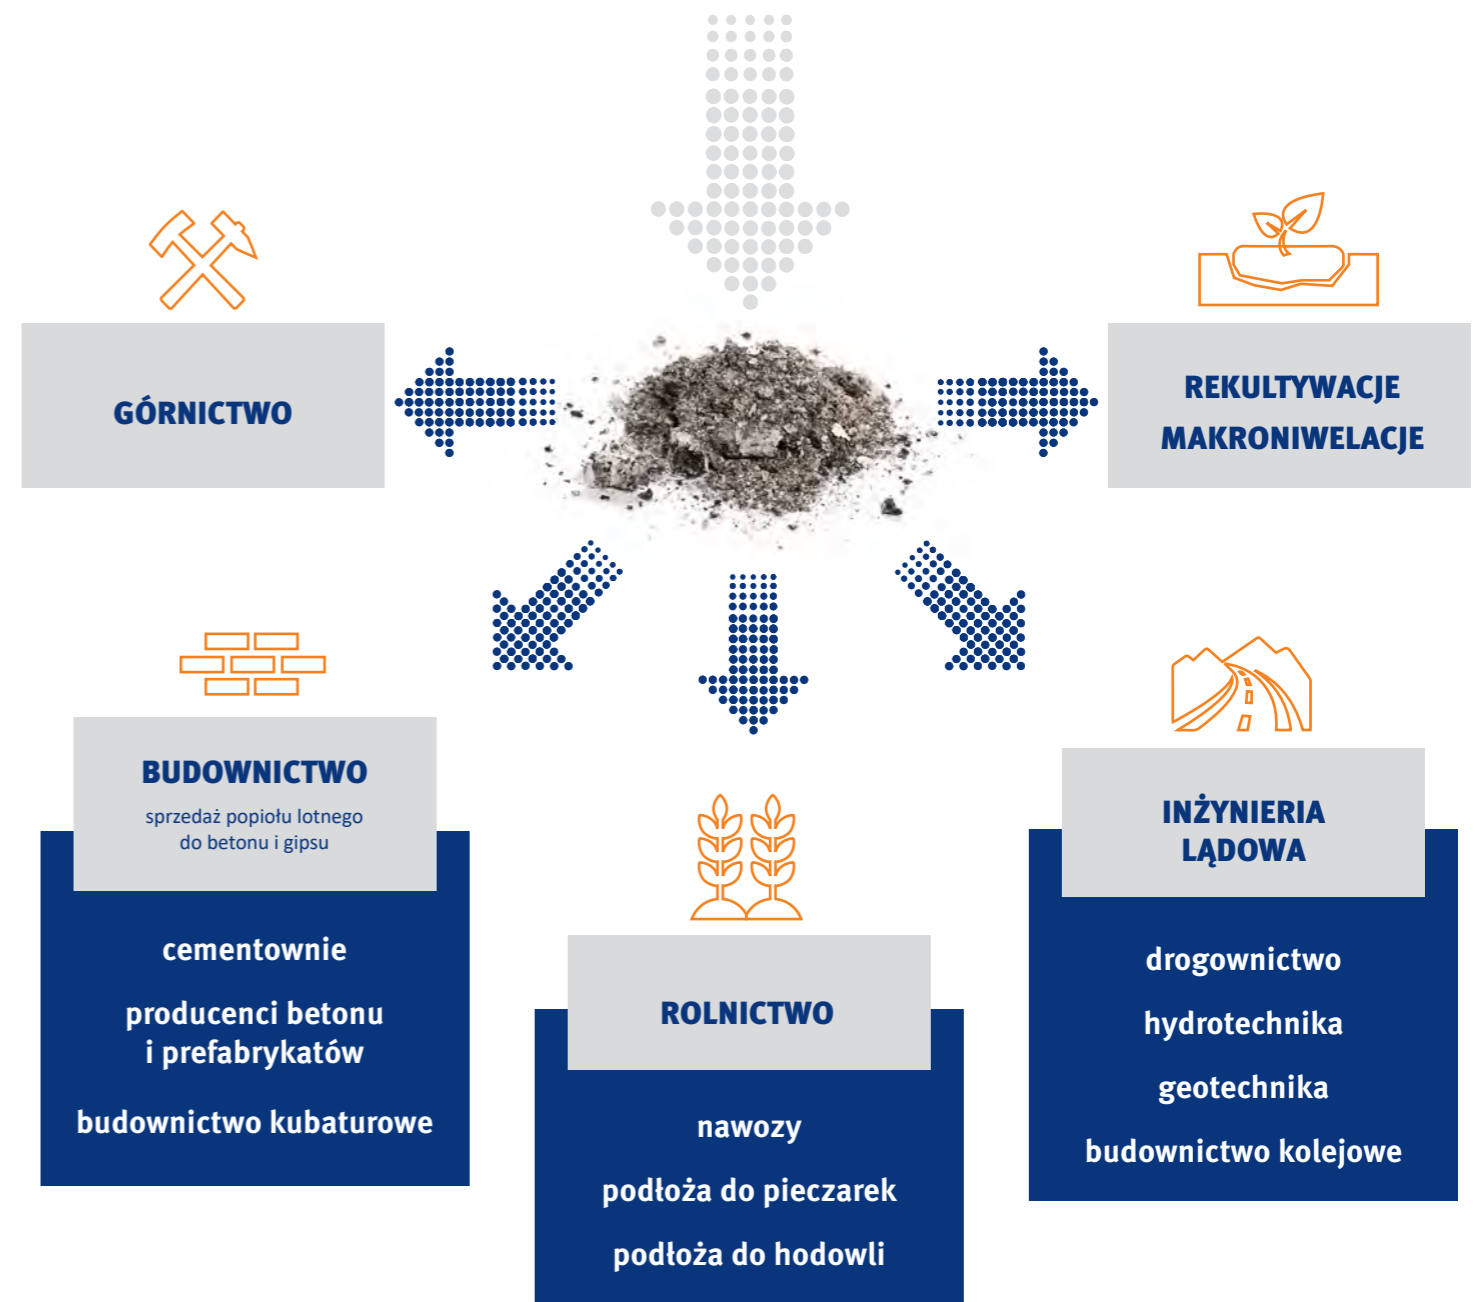 GÓRNICTWO
REKULTYWACJE
MAKRONIWELACJE
BUDOWNICTWO
sprzedaż popiołu lotnego
do betonu i gipsu
cementownie
producenci betonu
i prefabrykatów
budownictwo kubaturowe
ROLNICTWO
nawozy
podłoża do pieczarek
podłoża do hodowli
INŻYNIERIA
LĄDOWA
drogownictwo
hydrotechnika
geotechnika
budownictwo kolejowe